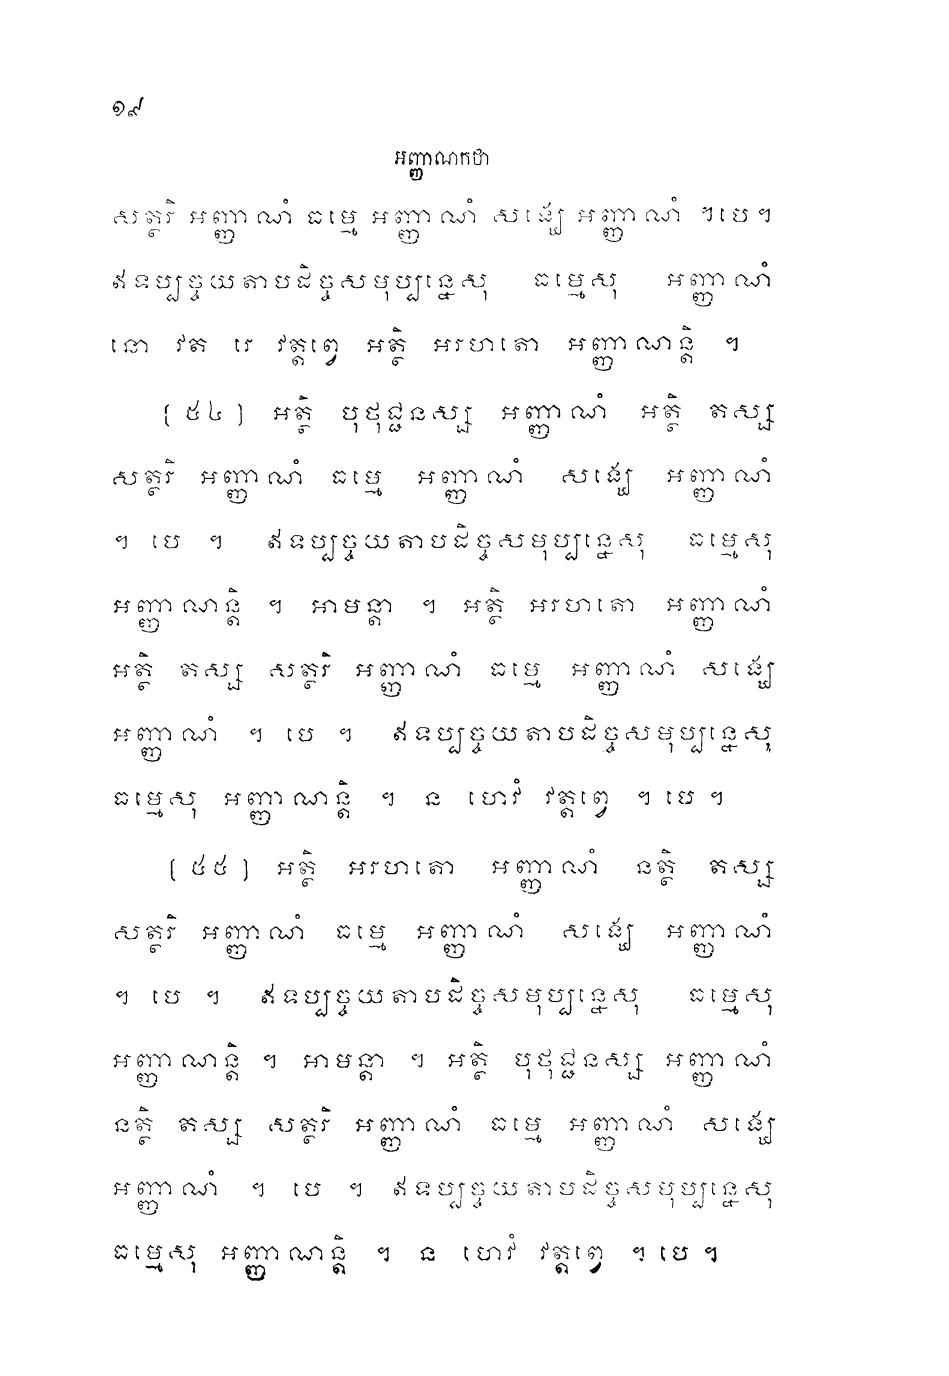 ១៩
អញ្ញាណកថា
សត្ថរិ អញ្ញាណំ ធម្មេ អញ្ញាណំ សង្ឃេ អញ្ញាណំ ។បេ។
ឥទប្បច្ចយតាបដិច្ចសមុប្បន្នេសុ ធម្មេសុ អញ្ញាណំ
នោ វត រេ វត្តព្វេ អត្ថិ អរហតោ អញ្ញាណន្តិ ។
(៥៤) អត្ថិ បុថុជ្ជនស្ស អញ្ញាណំ អត្ថិ តស្ស
សត្ថរិ អញ្ញាណំ ធម្មេ អញ្ញាណំ សង្ឃេ អញ្ញាណំ
។ បេ ។ ឥទប្បច្ចយតាបដិច្ចសមុប្បន្នេសុ ធម្មេសុ
អញ្ញាណន្តិ ។ អាមន្តា ។ អត្ថិ អរហតោ អញ្ញាណំ
អត្ថិ តស្ស សត្ថរិ អញ្ញាណំ ធម្មេ អញ្ញាណំ សង្ឃេ
អញ្ញាណំ ។ បេ ។ ឥទប្បច្ចយតាបដិច្ចសមុប្បន្នេសុ
ធម្មេសុ អញ្ញាណន្តិ ។ ន ហេវំ វត្តព្វេ ។ បេ ។
(៥៥) អត្ថិ អរហតោ អញ្ញាណំ នត្ថិ តស្ស
សត្ថរិ អញ្ញាណំ ធម្មេ អញ្ញាណំ សង្ឃេ អញ្ញាណំ
។ បេ ។ ឥទប្បច្ចយតាបដិច្ចសមុប្បន្នេសុ ធម្មេសុ
អញ្ញាណន្តិ ។ អាមន្តា ។ អត្ថិ បុថុជ្ជនស្ស អញ្ញាណំ
នត្ថិ តស្ស សត្ថរិ អញ្ញាណំ ធម្មេ អញ្ញាណំ សង្ឃេ
អញ្ញាណំ ។ បេ ។ ឥទប្បច្ចយតាបដិច្ចសមុប្បន្នេសុ
ធម្មេសុ អញ្ញាណន្តិ ។ ន ហេវំ វត្តព្វេ ។ បេ ។